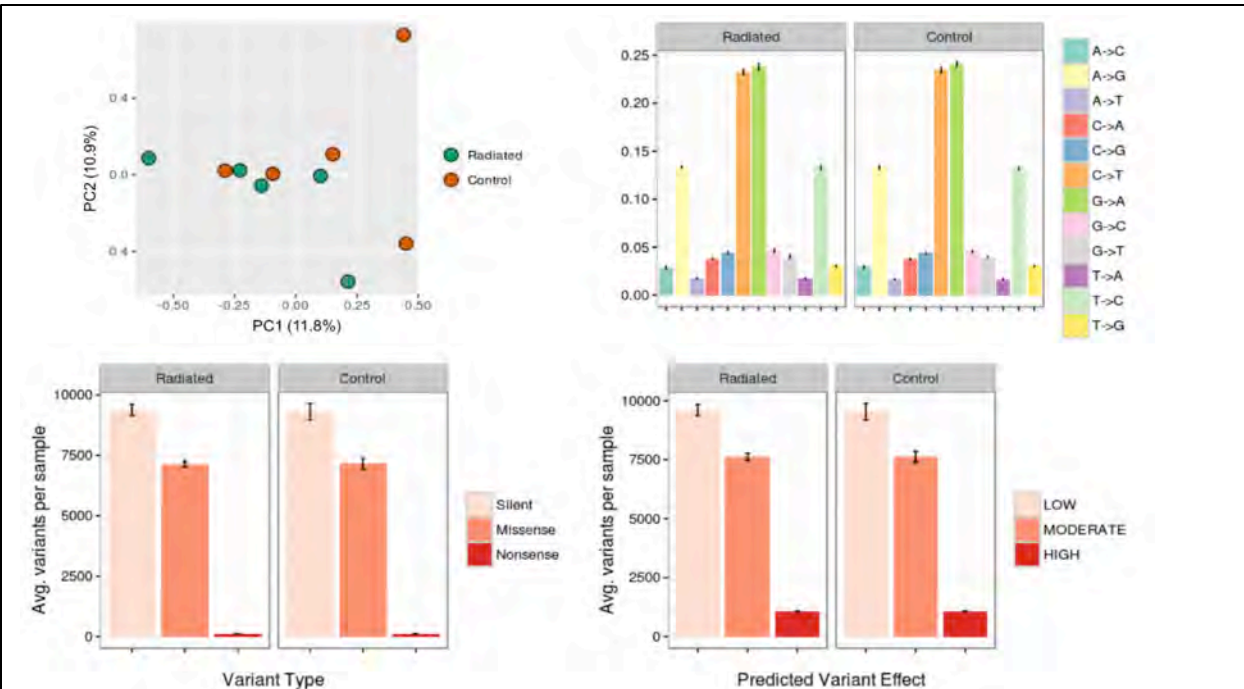 PC2 (10.9%)
0.4
0.0
0.4
-0.50
-0.25
0.00
0.25
0.50
PC1 (11.8%)
Radiated
Control
Radiated
Control
0.25
0.20
0.15
0.10
0.05
0.00
A->C
A->G
A->T
C->A
C->G
C->T
G->A
G->C
G->T
T->A
T->C
T->G
Radiated
Control
Avg. variants per sample
10000
7500
5000
2500
0
Variant Type
Silent
Missense
Nonsense
Radiated
Control
Avg. variants per sample
10000
7500
5000
2500
0
Predicted Variant Effect
LOW
MODERATE
HIGH